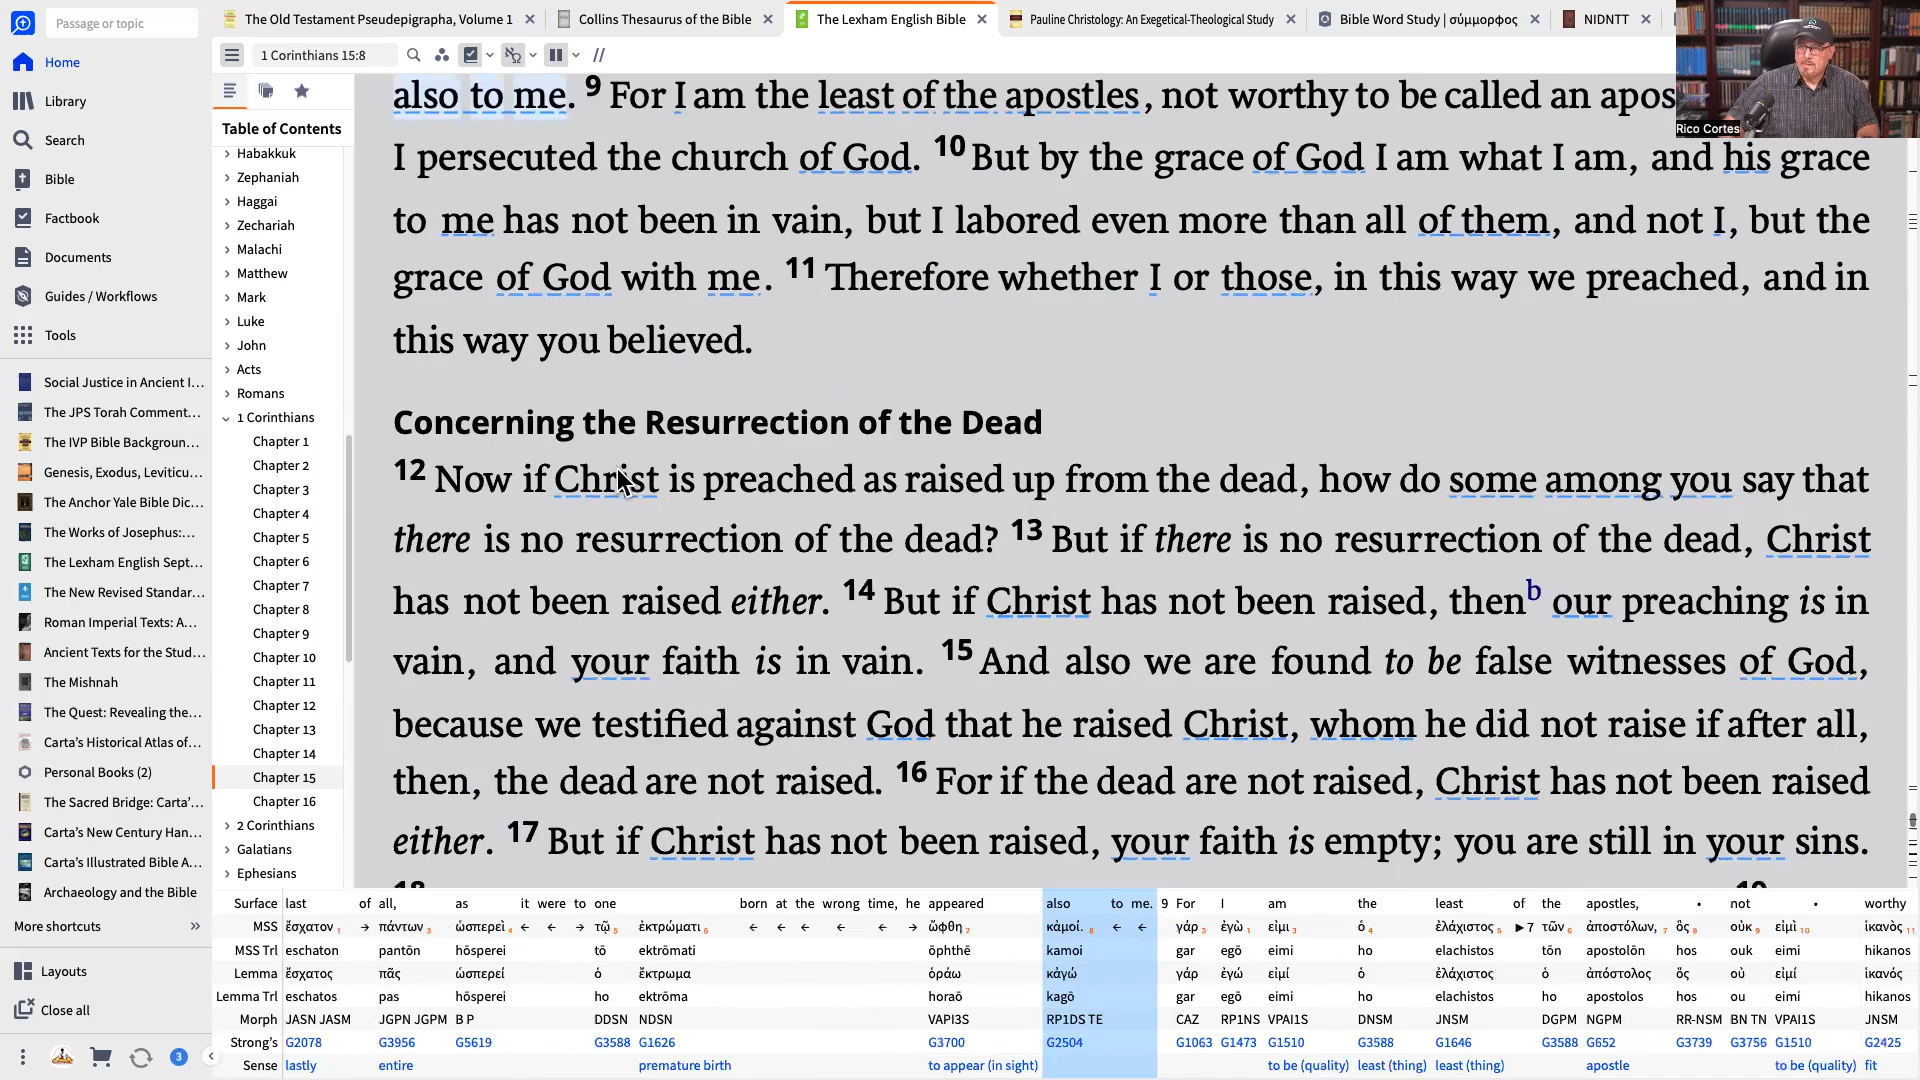 Passage or topic
The Old Testament Pseudepigrapha, Volume 1
Collins Thesaurus of the Bible
The Lexham English Bible
Pauline Christology: An Exegetical-Theological Study
Bible Word Study | σύμμορφος
NIDNTT
1 Corinthians 15:8
Rico Cortes
Home
Library
Search
Bible
Factbook
Documents
Guides / Workflows
Tools
Social Justice in Ancient I...
The JPS Torah Comment...
The IVP Bible Backgroun...
Genesis, Exodus, Leviticu...
The Anchor Yale Bible Dic...
The Works of Josephus:...
The Lexham English Sept...
The New Revised Standar...
Roman Imperial Texts: A...
Ancient Texts for the Stud...
The Mishnah
The Quest: Revealing the...
Carta's Historical Atlas of...
Personal Books (2)
The Sacred Bridge: Carta'...
Carta's New Century Han...
Carta's Illustrated Bible A...
Archaeology and the Bible
More shortcuts
Layouts
Close all
3
Table of Contents
Habakkuk
Zephaniah
Haggai
Zechariah
Malachi
Matthew
Mark
Luke
John
Acts
Romans
1 Corinthians
Chapter 1
Chapter 2
Chapter 3
Chapter 4
Chapter 5
Chapter 6
Chapter 7
Chapter 8
Chapter 9
Chapter 10
Chapter 11
Chapter 12
Chapter 13
Chapter 14
Chapter 15
Chapter 16
2 Corinthians
Galatians
Ephesians
also to me. 9 For I am the least of the apostles, not worthy to be called an apos
I persecuted the church of God. 10 But by the grace of God I am what I am, and his grace
to me has not been in vain, but I labored even more than all of them, and not I, but the
grace of God with me. 11 Therefore whether I or those, in this way we preached, and in
this way you believed.
Concerning the Resurrection of the Dead
12 Now if Christ is preached as raised up from the dead, how do some among you say that
there is no resurrection of the dead? 13 But if there is no resurrection of the dead, Christ
has not been raised either. 14 But if Christ has not been raised, then b our preaching is in
vain, and your faith is in vain. 15 And also we are found to be false witnesses of God,
because we testified against God that he raised Christ, whom he did not raise if after all,
then, the dead are not raised. 16 For if the dead are not raised, Christ has not been raised
either. 17 But if Christ has not been raised, your faith is empty; you are still in your sins.
18 19
Surface last of all, as it were to one born at the wrong time, he appeared also to me. 9 For I am the least of the apostles, • not • worthy
MSS ἔσχατον 1 → πάντων 3 ὡσπερεὶ 4 ← ← → τῷ 5 ἐκτρώματι 6 ← ← ← ← → ὤφθη 2 κἀμοί. 8 ← ← γάρ 3 ἐγὼ 1 εἰμι 3 ὁ 4 ἐλάχιστος 5 ▶ 7 τῶν 6 ἀποστόλων, 7 ὃς 8 οὐκ 9 εἰμὶ 10 ἱκανὸς 11
MSS Trl eschaton pantōn hōsperei tō ektrōmati ōphthē kamoi gar egō eimi ho elachistos tōn apostolōn hos ouk eimi hikanos
Lemma ἔσχατος πᾶς ὡσπερεί ὁ ἔκτρωμα ὁράω κἀγώ γάρ ἐγώ εἰμί ὁ ἐλάχιστος ὁ ἀπόστολος ὅς οὐ εἰμί ἱκανός
Lemma Trl eschatos pas hōsperei ho ektrōma horaō kagō gar egō eimi ho elachistos ho apostolos hos ou eimi hikanos
Morph JASN JASM JGPN JGPM B P DDSN NDSN VAPI3S RP1DS TE CAZ RP1NS VPAI1S DNSM JNSM DGPM NGPM RR-NSM BN TN VPAI1S JNSM
Strong's G2078 G3956 G5619 G3588 G1626 G3700 G2504 G1063 G1473 G1510 G3588 G1646 G3588 G652 G3739 G3756 G1510 G2425
Sense lastly entire premature birth to appear (in sight) to be (quality) least (thing) least (thing) apostle to be (quality) fit